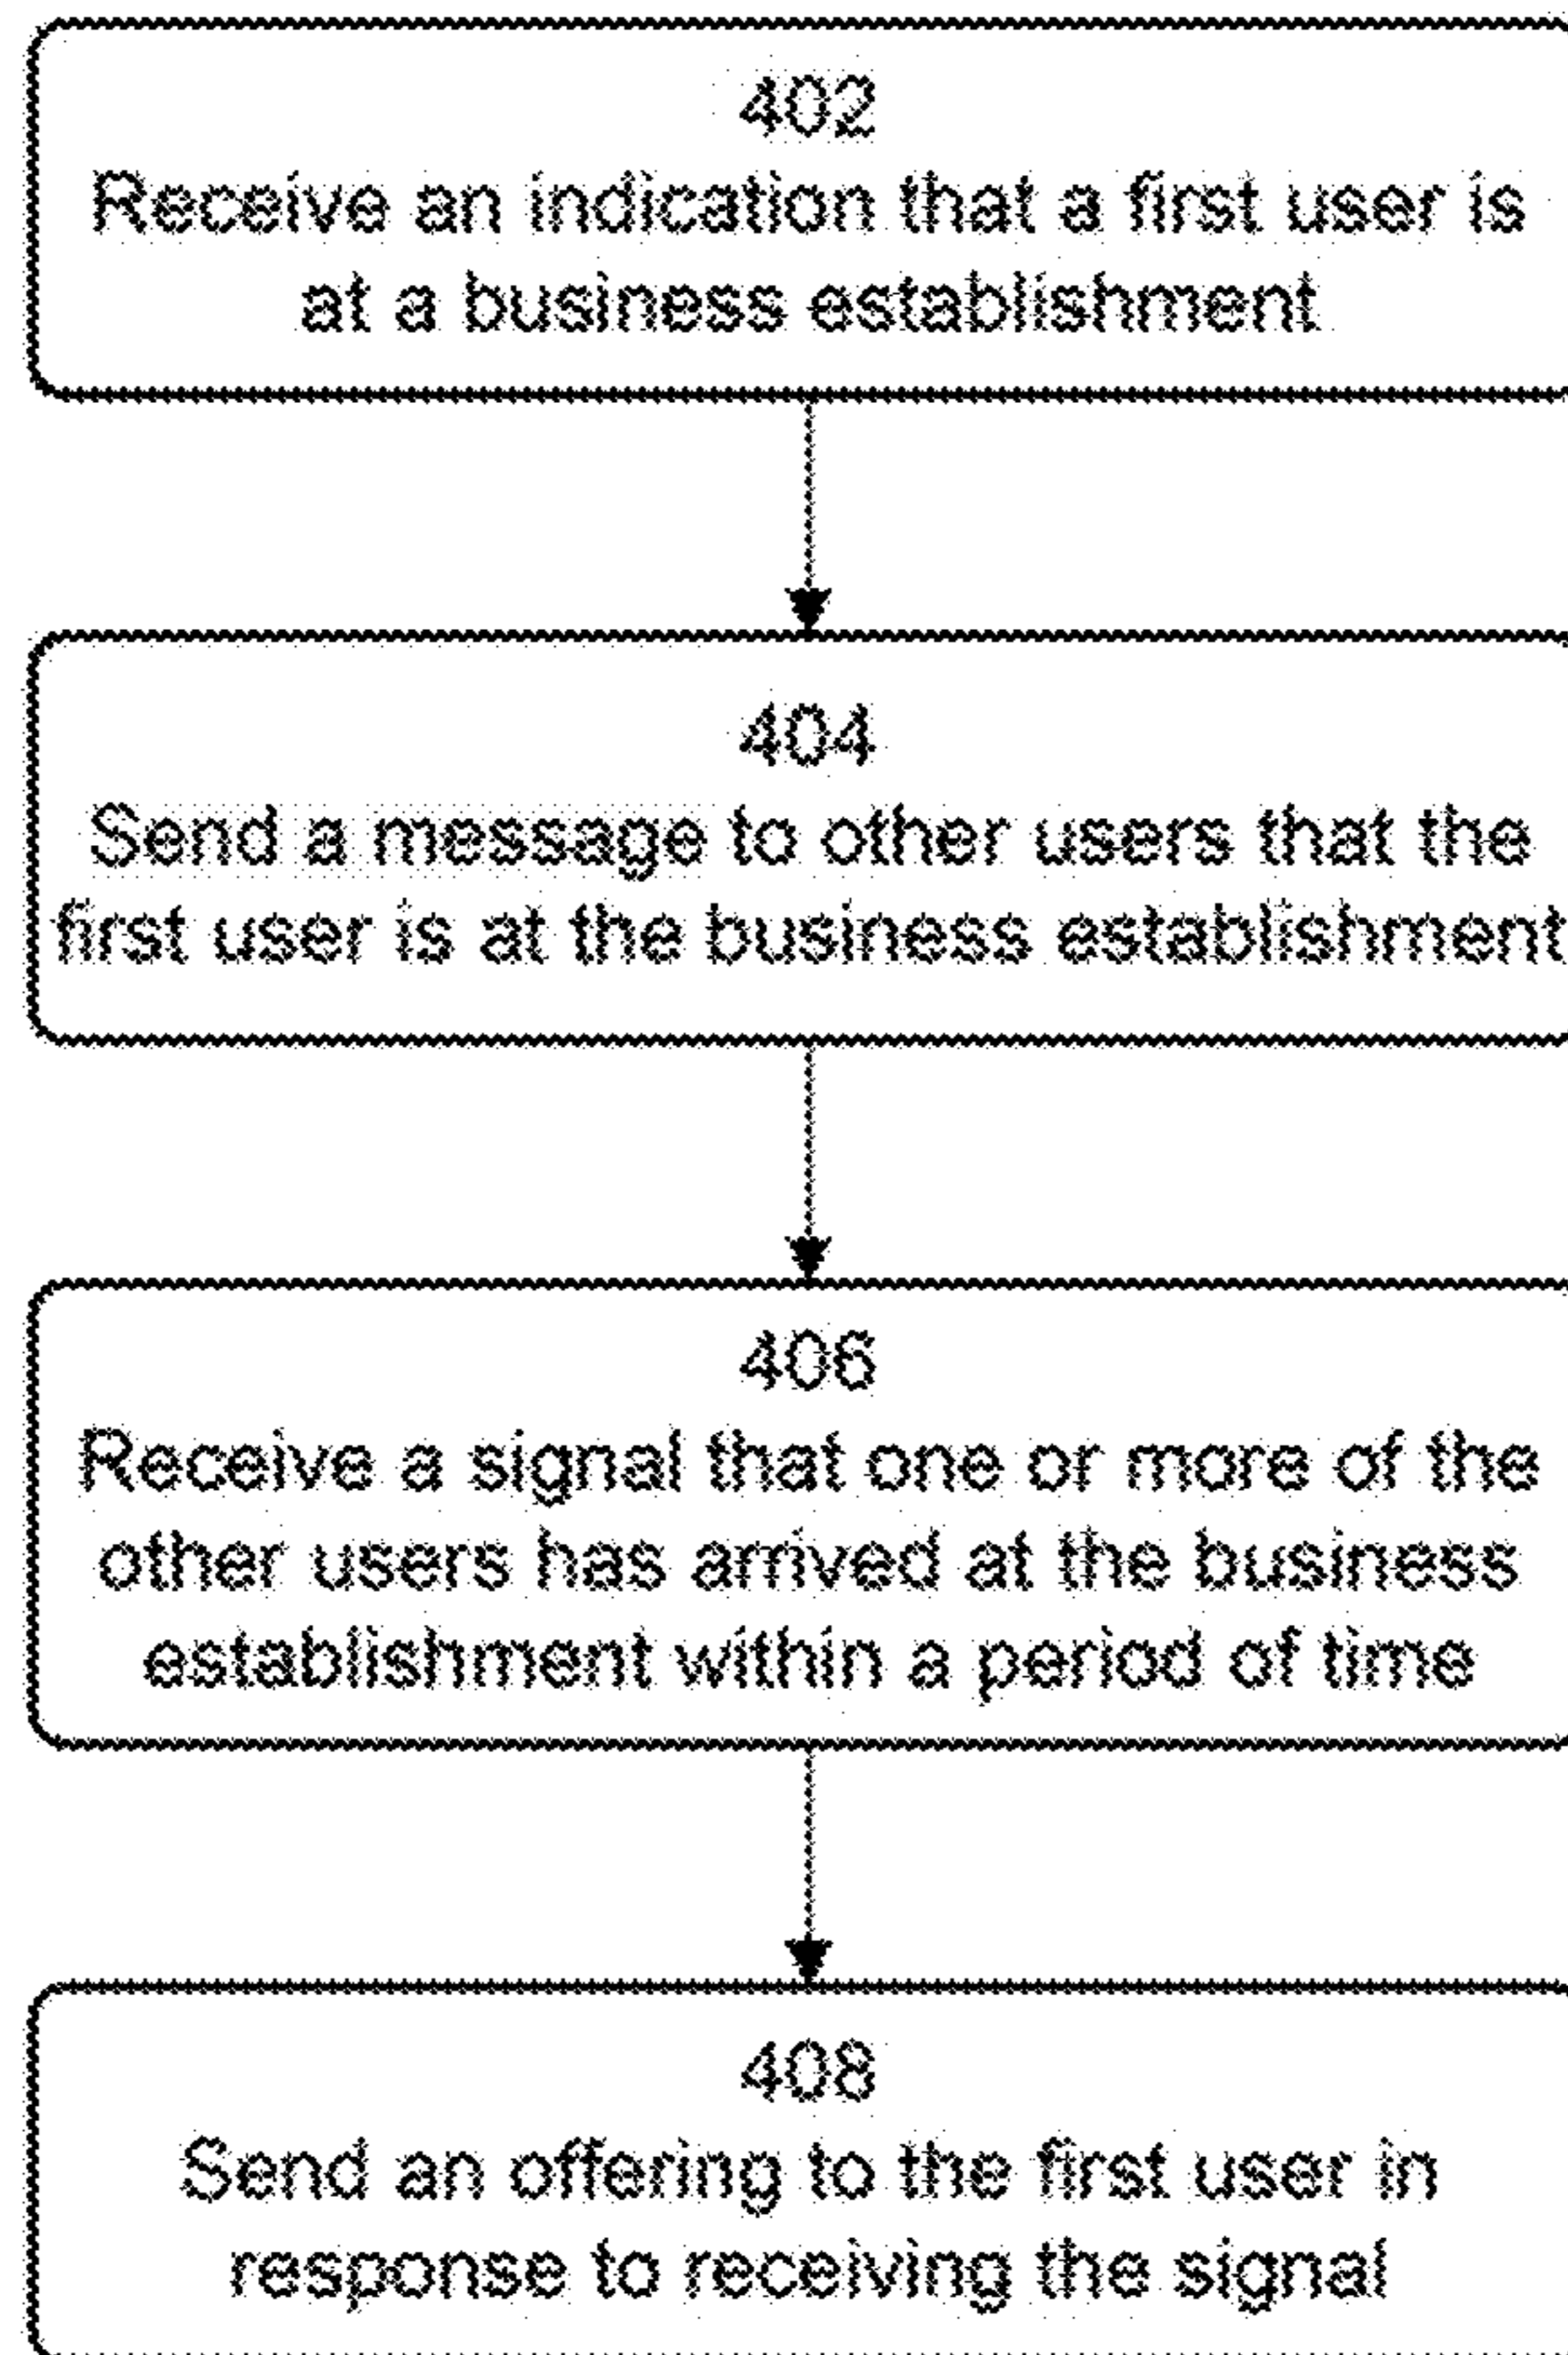 402
Receive an indication that a first user is
at a business establishment
404
Send a message to other users that the
first user is at the business establishment
406
Receive a signal that one or more of the
other users has arrived at the business
establishment within a period of time
408
Send an offering to the first user in
response to receiving the signal